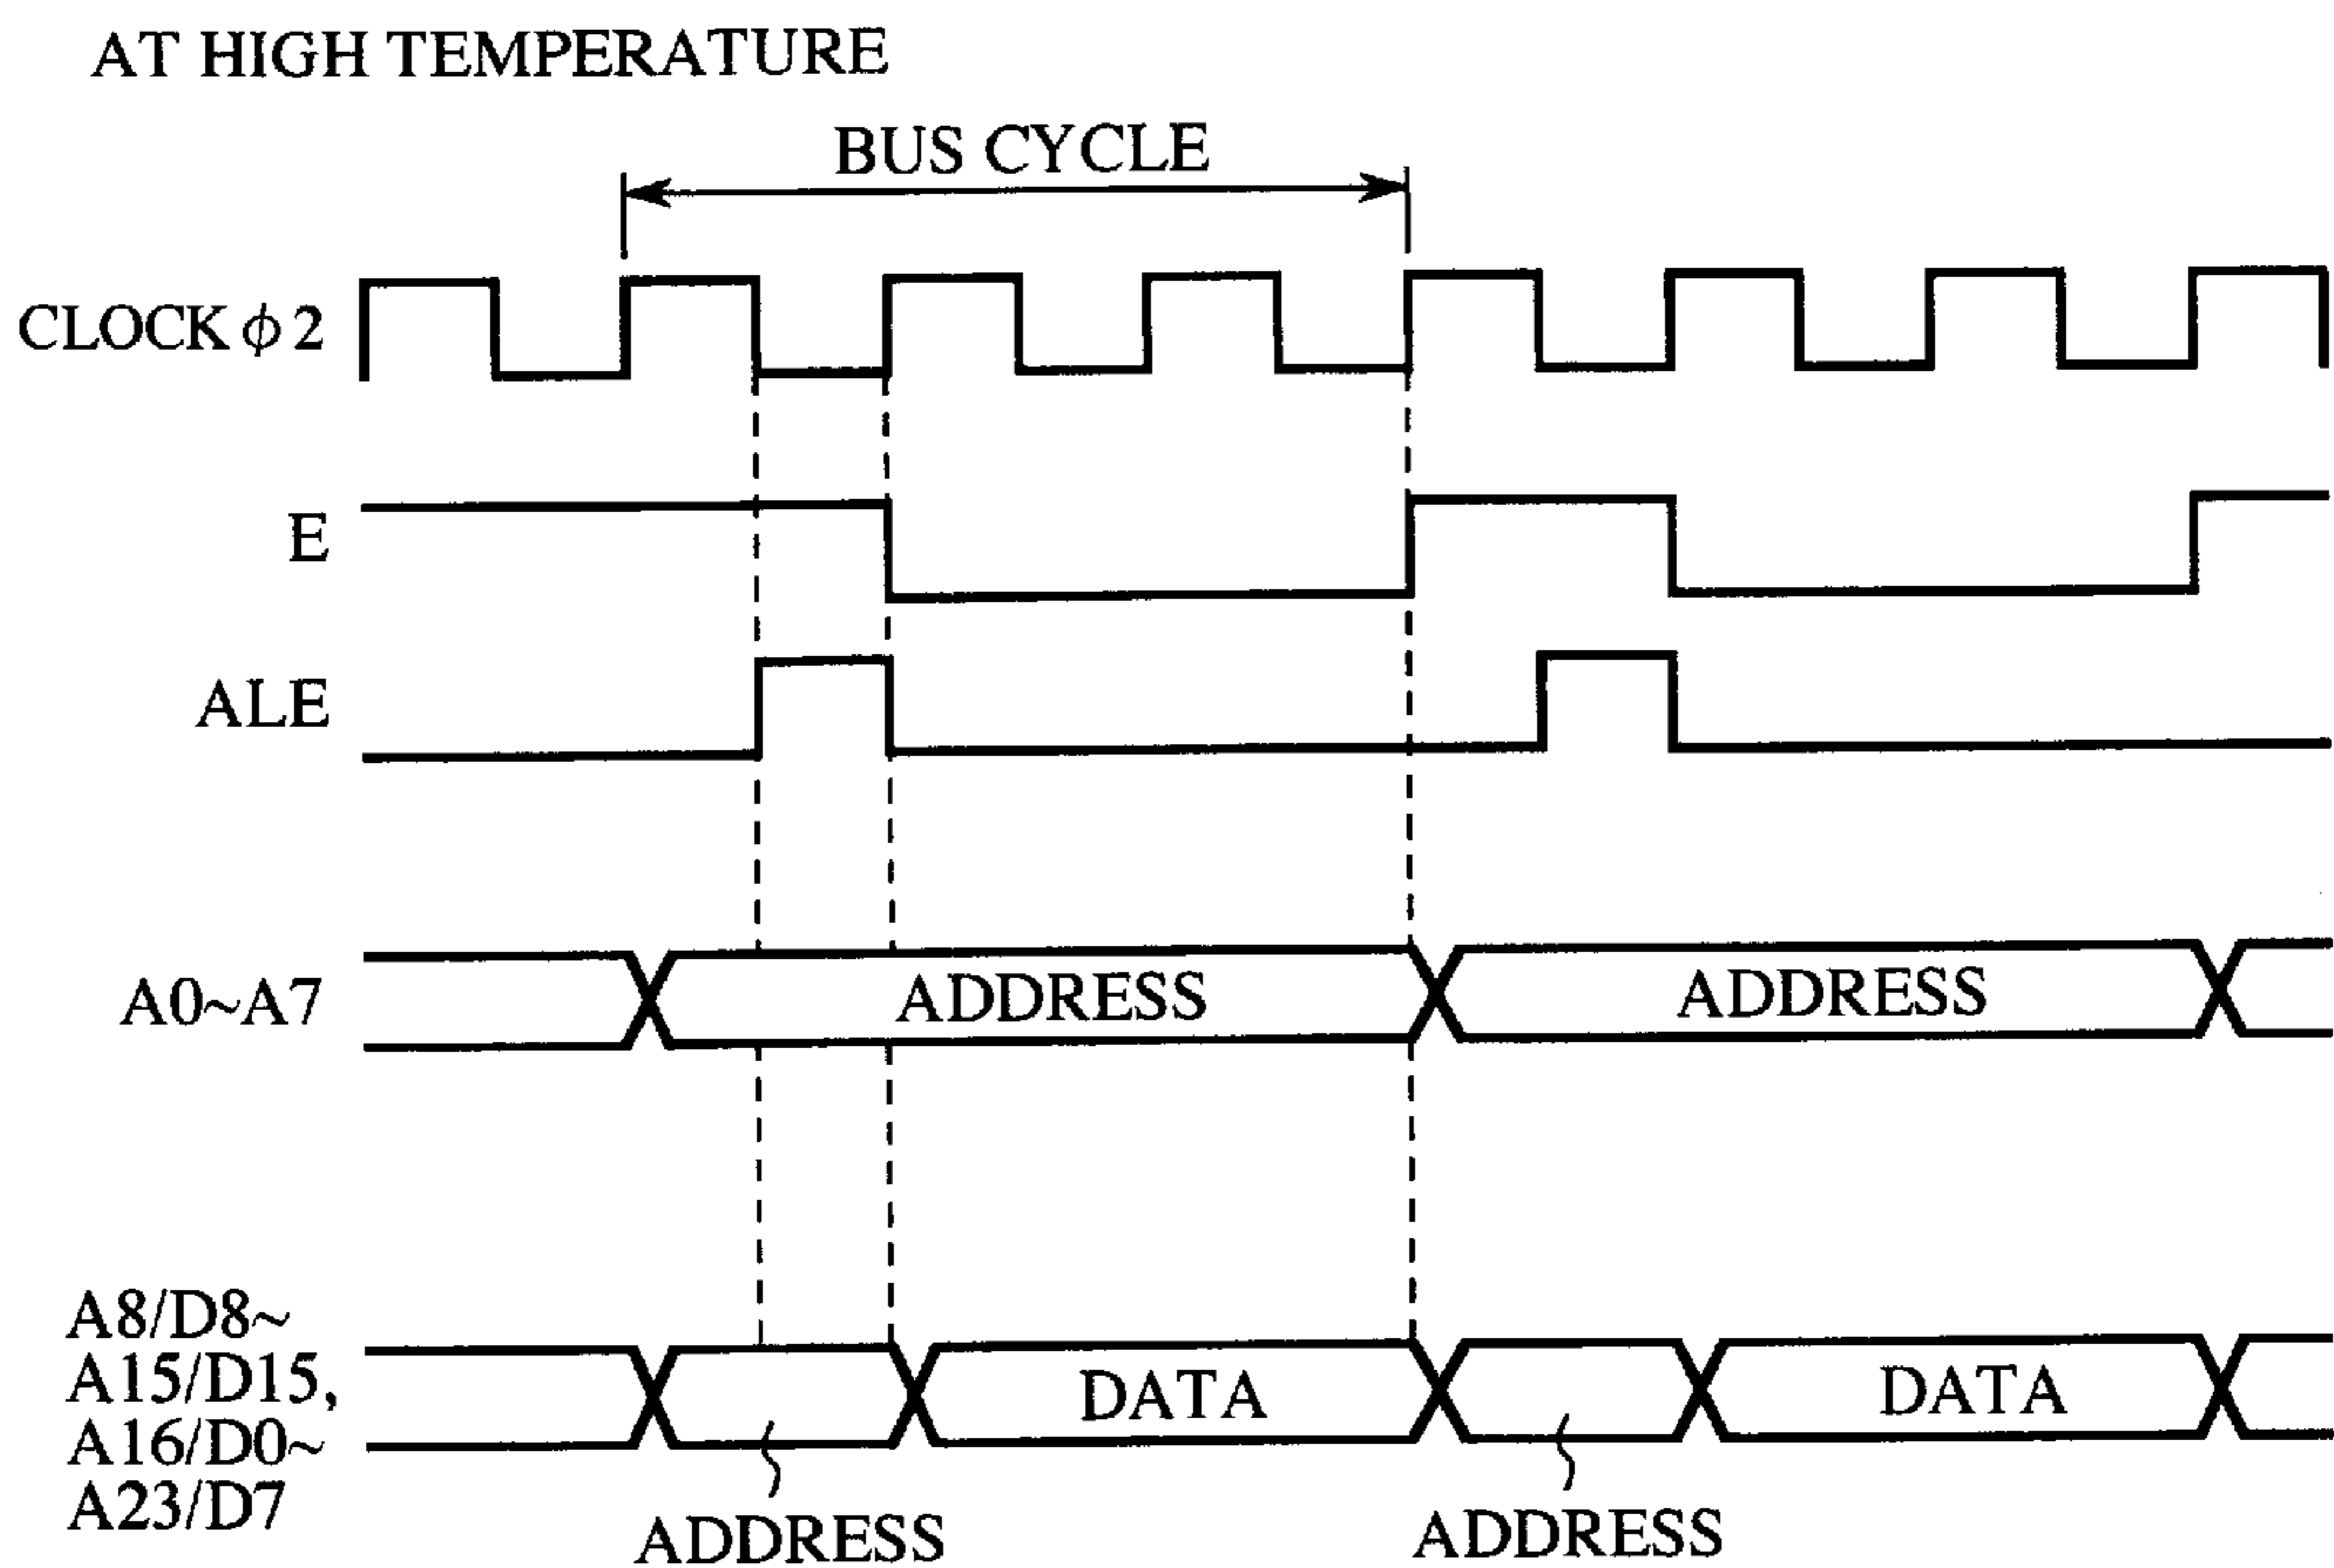 AT HIGH TEMPERATURE
BUS CYCLE
CLOCK ϕ 2
E
ALE
A0~A7
ADDRESS
ADDRESS
A8/D8~
A15/D15,
A16/D0~
A23/D7
DATA
DATA
ADDRESS
ADDRESS